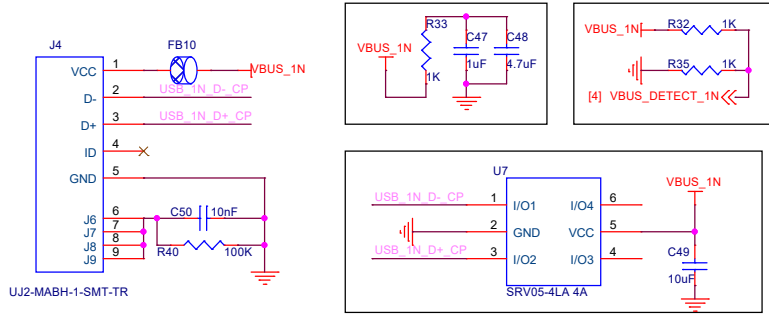 J4
VCC
1
D-
2
D+
3
ID
4
GND
5
J6
6
J7
7
J8
8
J9
9
UJ2-MABH-1-SMT-TR
FB10
VBUS_1N
USB_1N_D-_CP
USB_1N_D+_CP
C50
10nF
R40
100K
VBUS_1N
R33
1K
C47
1uF
C48
4.7uF
VBUS_1N
R32
1K
R35
1K
[4] VBUS_DETECT_1N
U7
USB_1N_D-_CP
1
I/O1
I/O4
6
2
GND
VCC
5
USB_1N_D+_CP
3
I/O2
I/O3
4
SRV05-4LA 4A
VBUS_1N
C49
10uF